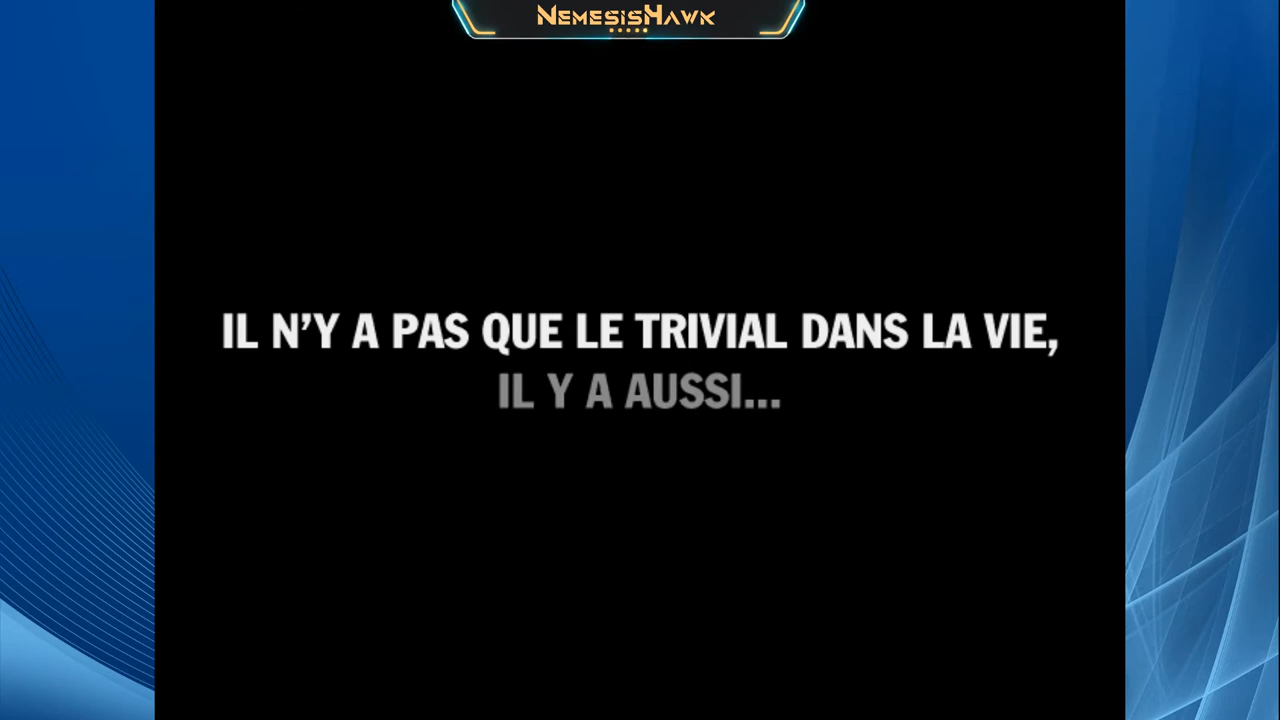 NEMESISHAWK
IL N’Y A PAS QUE LE TRIVIAL DANS LA VIE,
IL Y A AUSSI...